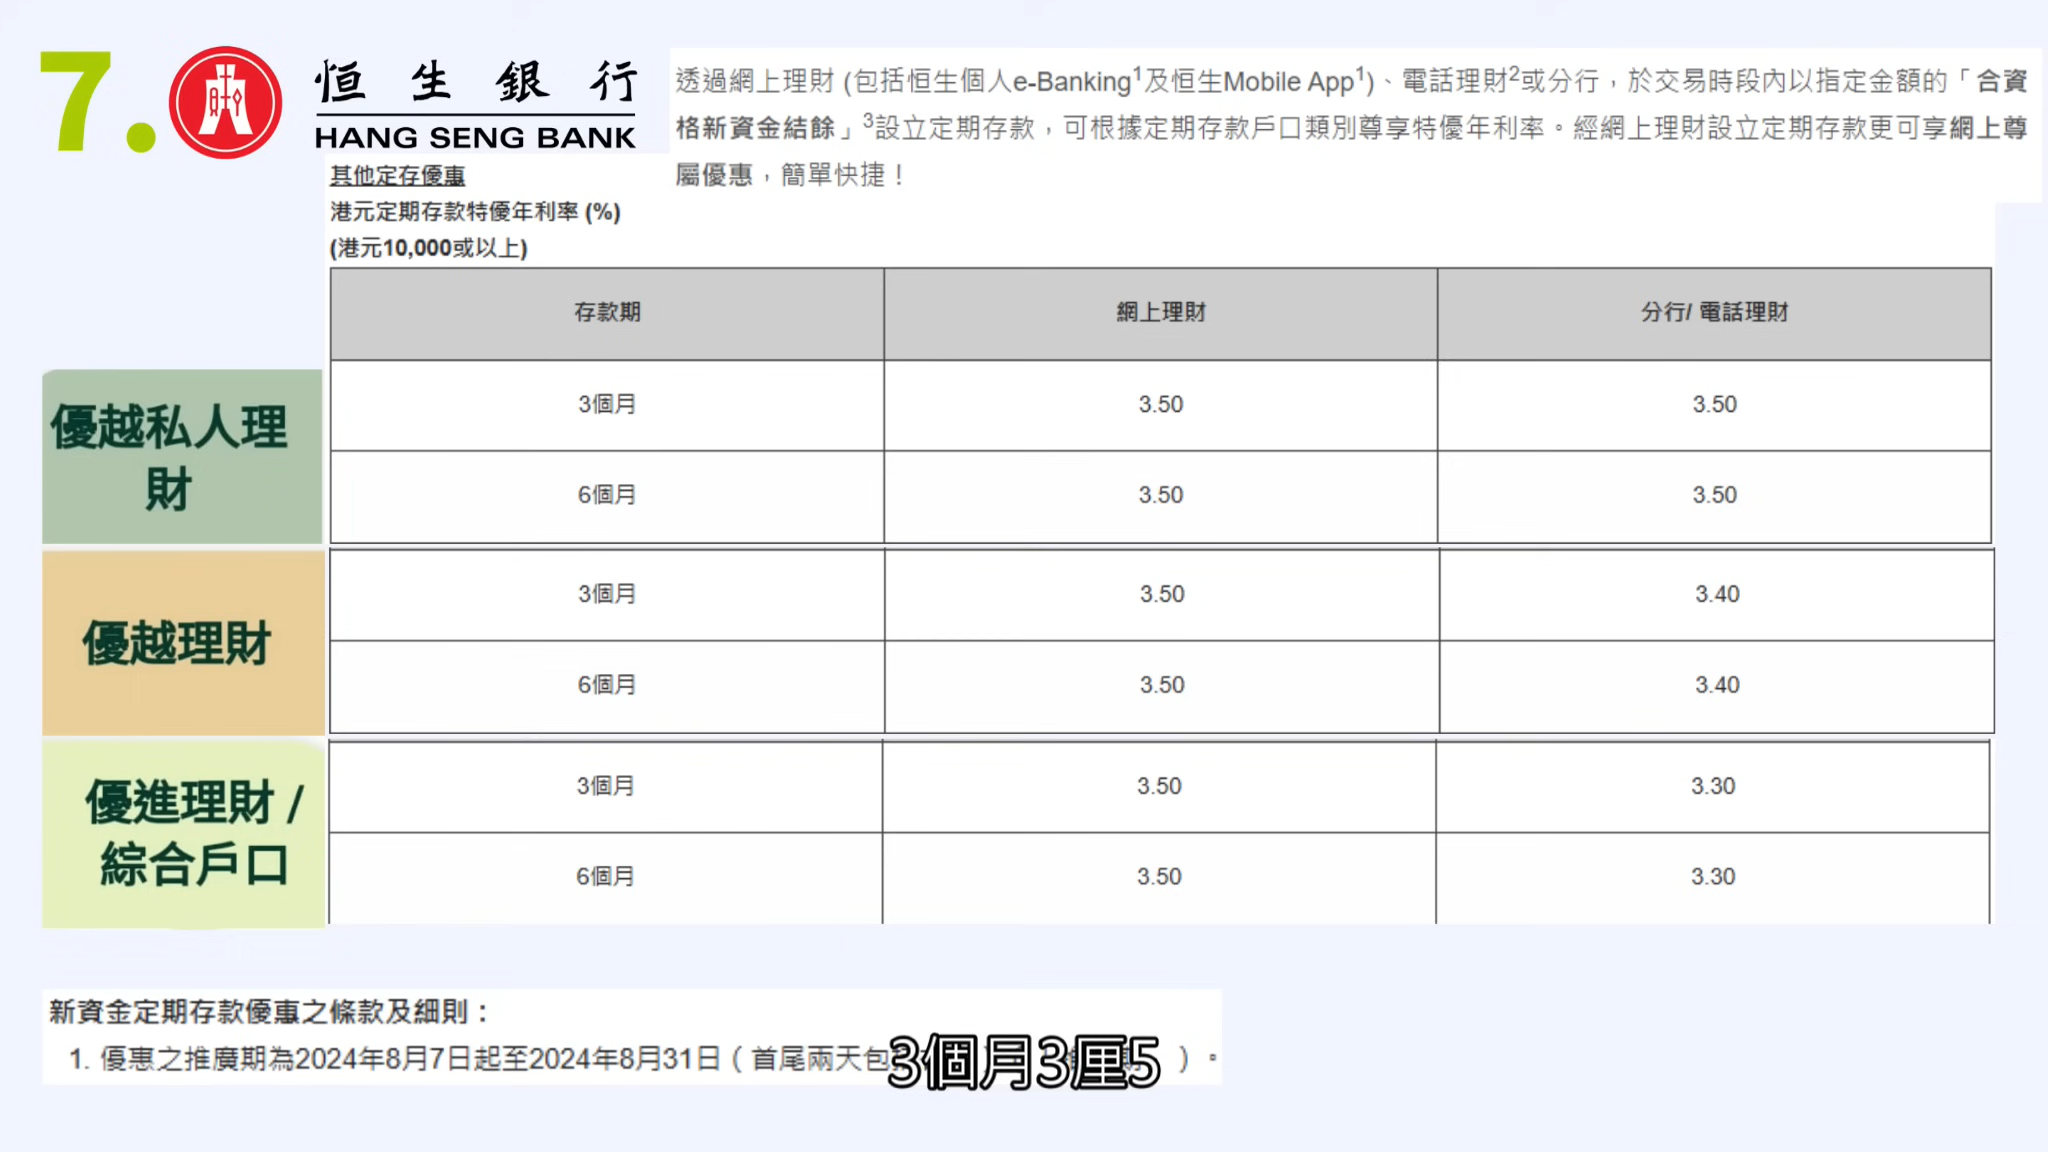 7.
恒生銀行
HANG SENG BANK
透過網上理財 (包括恒生個人e-Banking1及恒生Mobile App1)、電話理財2或分行，於交易時段內以指定金額的「合資
格新資金結餘」3設立定期存款，可根據定期存款戶口類別尊享特優年利率。經網上理財設立定期存款更可享網上尊
屬優惠，簡單快捷！
其他定存優惠
港元定期存款特優年利率 (%)
(港元10,000或以上)
存款期 網上理財 分行/ 電話理財
優越私人理
財
3個月 3.50 3.50
6個月 3.50 3.50
優越理財
3個月 3.50 3.40
6個月 3.50 3.40
優進理財 /
綜合戶口
3個月 3.50 3.30
6個月 3.50 3.30
新資金定期存款優惠之條款及細則：
1. 優惠之推廣期為2024年8月7日起至2024年8月31日（首尾兩天包 ）。
3個月3厘5